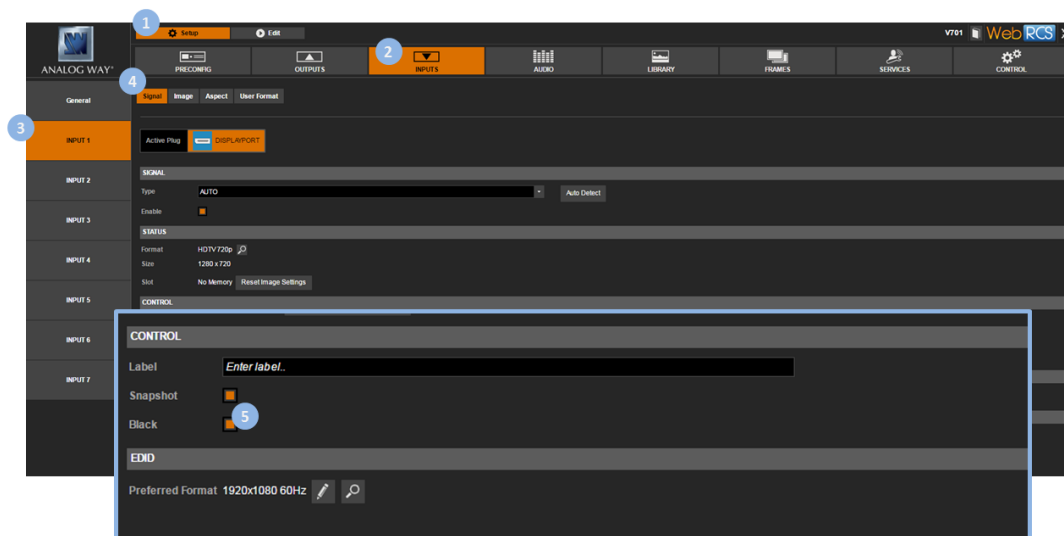 1
Setup
Edit
V701
WebRCS
ANALOG WAY®
PRECONFIG
OUTPUTS
2
INPUTS
AUDIO
LIBRARY
FRAMES
SERVICES
CONTROL
General
4
Signal Image Aspect User Format
3
INPUT 1
Active Plug DISPLAYPORT
INPUT 2
SIGNAL
Type AUTO Auto Detect
Enable
INPUT 3
STATUS
Format HDTV 720p
INPUT 4
Size 1280 x 720
Slot No Memory Reset Image Settings
INPUT 5
CONTROL
INPUT 6
INPUT 7
CONTROL
Label Enter label..
Snapshot
Black 5
EDID
Preferred Format 1920x1080 60Hz